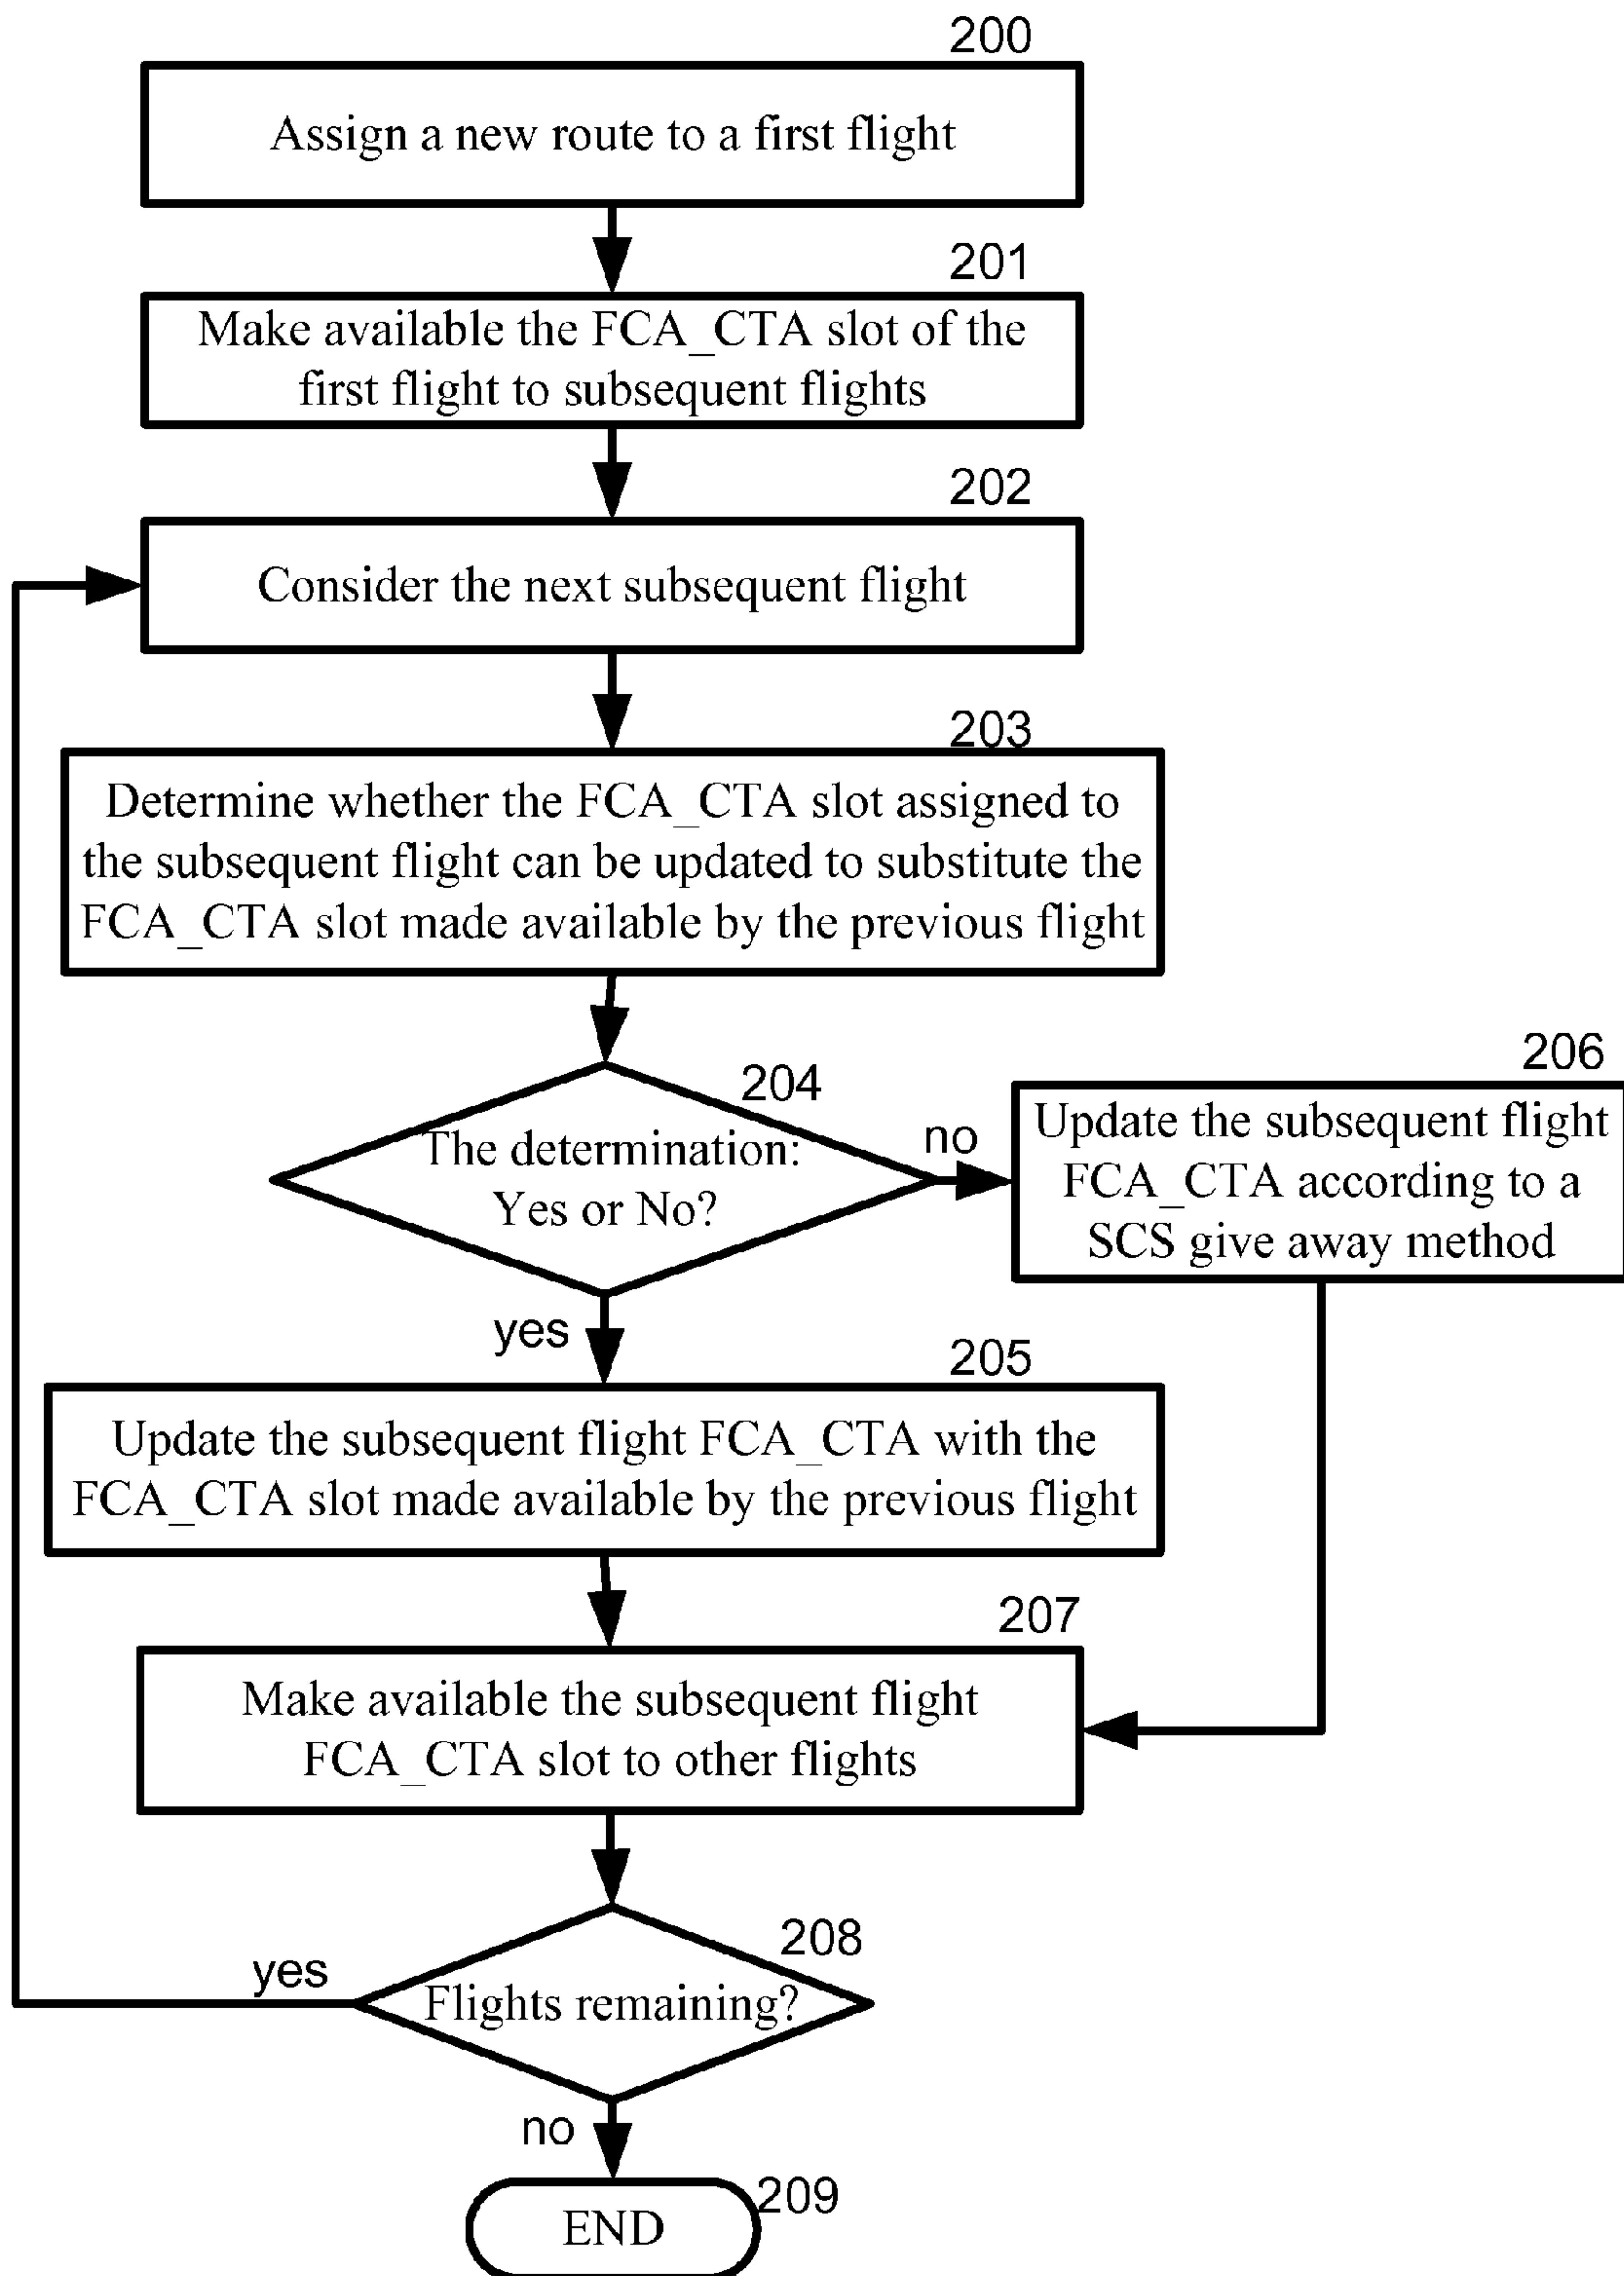 200
Assign a new route to a first flight
201
Make available the FCA_CTA slot of the
first flight to subsequent flights
202
Consider the next subsequent flight
203
Determine whether the FCA_CTA slot assigned to
the subsequent flight can be updated to substitute the
FCA_CTA slot made available by the previous flight
204
The determination:
Yes or No?
no
206
Update the subsequent flight
FCA_CTA according to a
SCS give away method
yes
205
Update the subsequent flight FCA_CTA with the
FCA_CTA slot made available by the previous flight
207
Make available the subsequent flight
FCA_CTA slot to other flights
208
yes
Flights remaining?
no
209
END